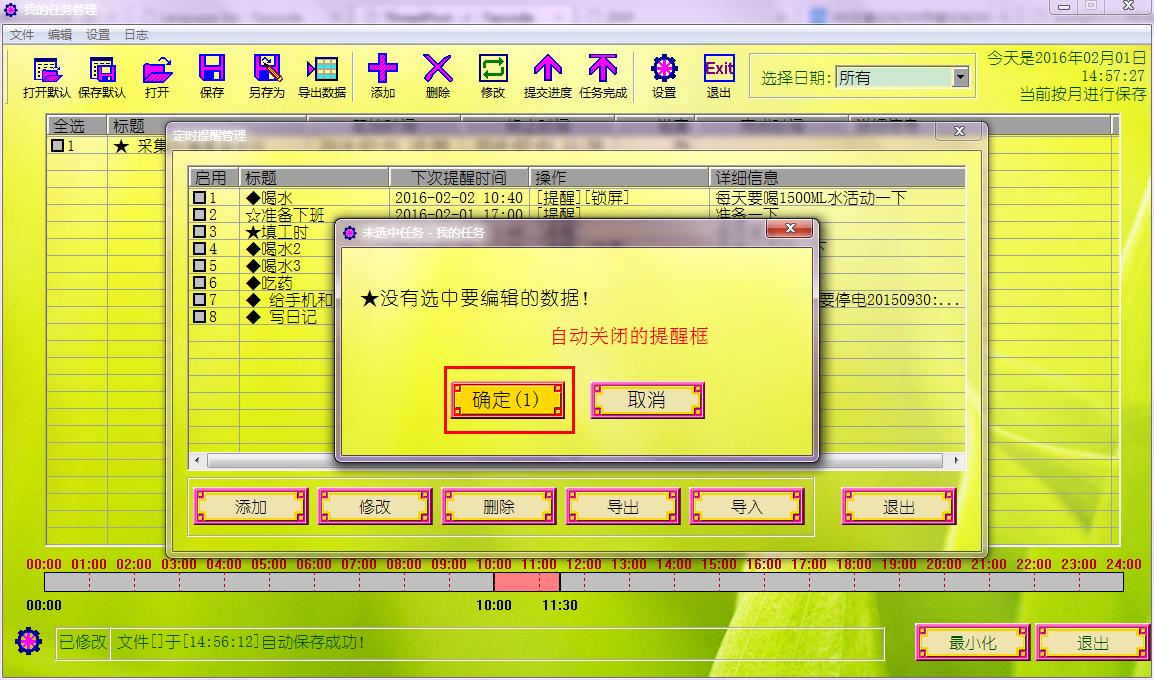 我的任务管理
文件 编辑 设置 日志
打开默认 保存默认 打开 保存 另存为 导出数据 添加 删除 修改 提交进度 任务完成 设置 Exit 退出
选择日期: 所有
今天是2016年02月01日
14:57:27
当前按月进行保存
全选 标题
1 ★ 采集
定时提醒管理
启用 标题 下次提醒时间 操作 详细信息
1 ◆喝水 2016-02-02 10:40 [提醒][锁屏] 每天要喝1500ML水活动一下
2 ☆准备下班 2016-02-01 17:00 [提醒] 准备一下
3 ★填工时
4 ◆喝水2
5 ◆喝水3
6 ◆吃药
7 ◆ 给手机和 要停电20150930:...
8 ◆ 写日记
未选中任务 - 我的任务
★没有选中要编辑的数据!
自动关闭的提醒框
确定(1) 取消
添加 修改 删除 导出 导入 退出
00:00 01:00 02:00 03:00 04:00 05:00 06:00 07:00 08:00 09:00 10:00 11:00 12:00 13:00 14:00 15:00 16:00 17:00 18:00 19:00 20:00 21:00 22:00 23:00 24:00
00:00 10:00 11:30
已修改 文件[]于[14:56:12]自动保存成功!
最小化 退出